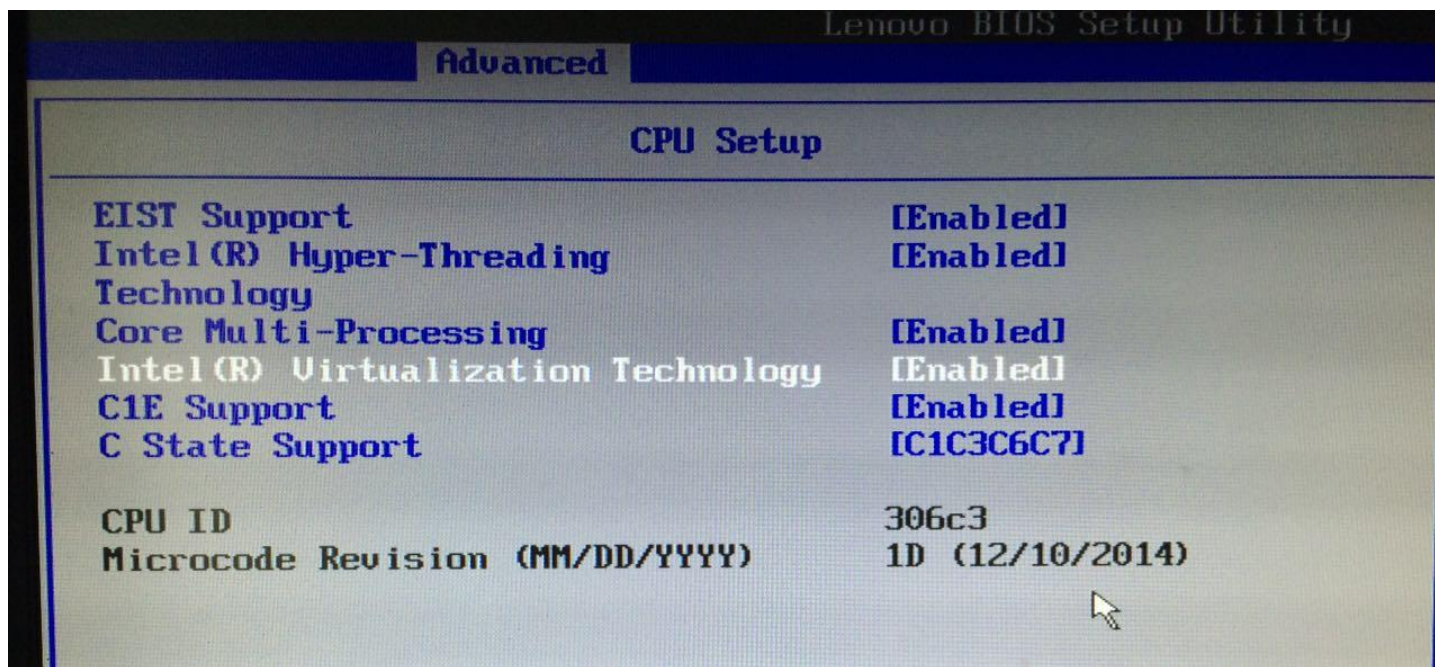 Lenovo BIOS Setup Utility
Advanced
CPU Setup
EIST Support [Enabled]
Intel(R) Hyper-Threading [Enabled]
Technology
Core Multi-Processing [Enabled]
Intel(R) Virtualization Technology [Enabled]
C1E Support [Enabled]
C State Support [C1C3C6C7]
CPU ID 306c3
Microcode Revision (MM/DD/YYYY) 1D (12/10/2014)